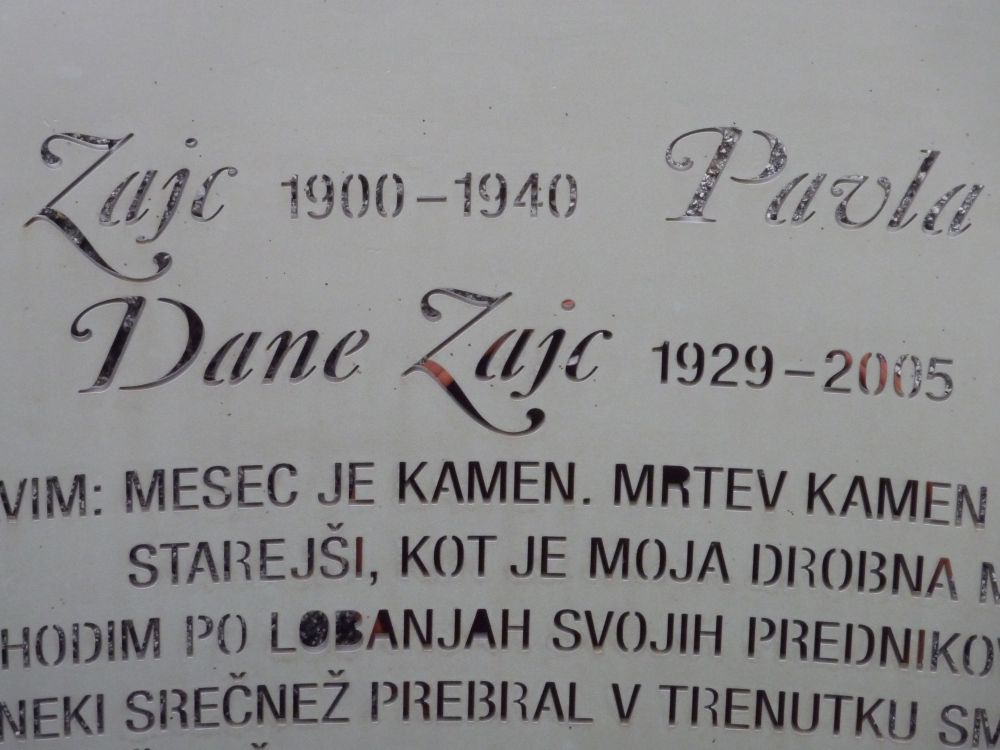 Zajc 1900-1940 Pavla
Dane Zajc 1929-2005
VIM: MESEC JE KAMEN. MRTEV KAMEN
STAREJŠI, KOT JE MOJA DROBNA
HODIM PO LOBANJAH SVOJIH PREDNIKOV
NEKI SREČNEŽ PREBRAL V TRENUTKU SM